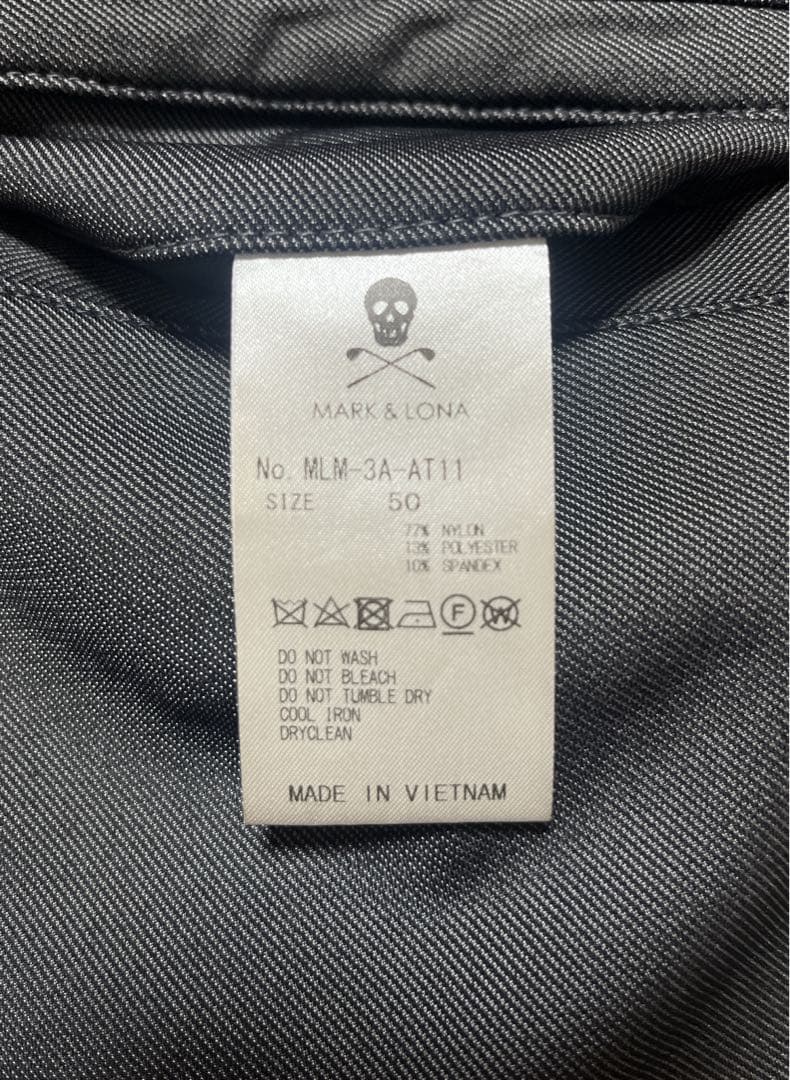 MARK & LONA
No. MLM-3A-AT11
SIZE 50
77% NYLON
13% POLYESTER
10% SPANDEX
F W
DO NOT WASH
DO NOT BLEACH
DO NOT TUMBLE DRY
COOL IRON
DRYCLEAN
MADE IN VIETNAM